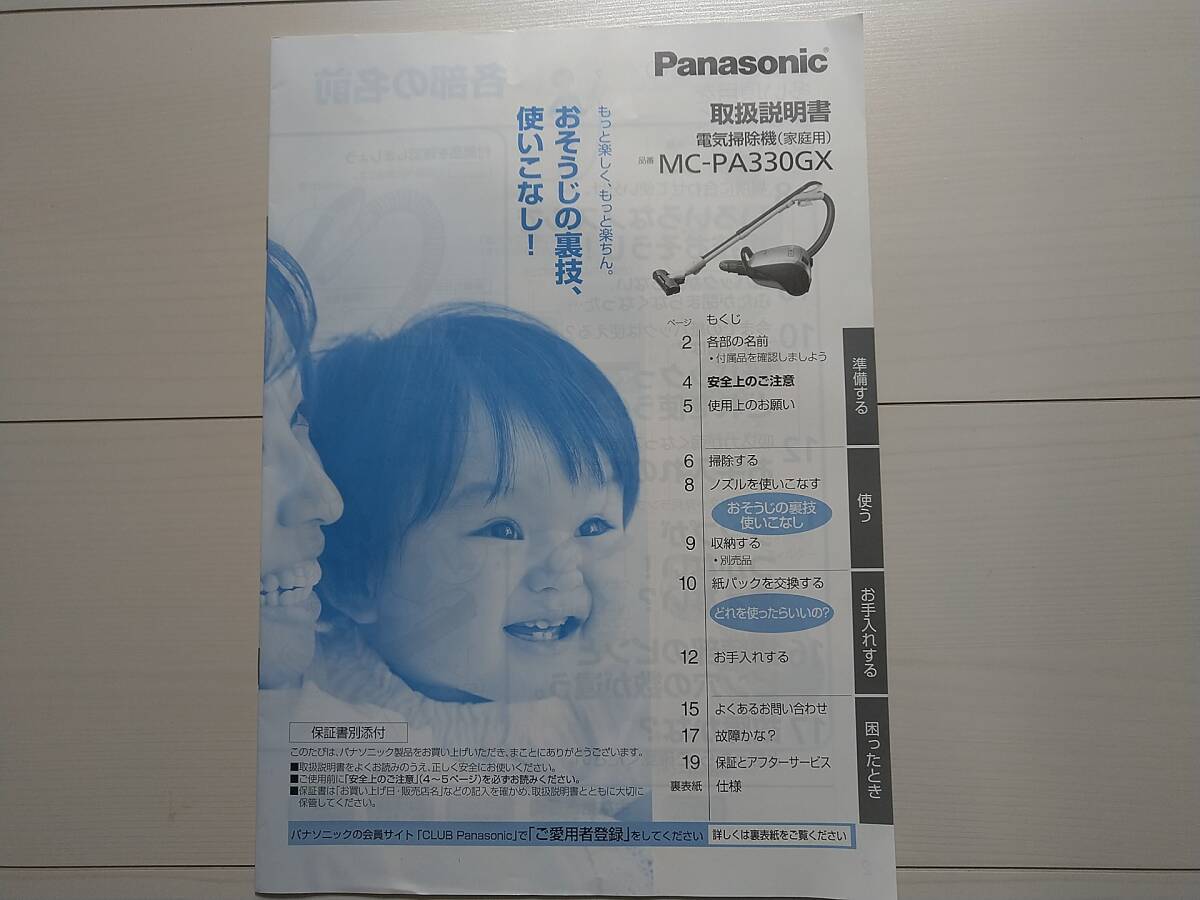 Panasonic®
取扱説明書
電気掃除機(家庭用)
品番 MC-PA330GX
もっと楽しく、もっと楽ちん。
おそうじの裏技、
使いこなし!
ページ もくじ
2 各部の名前
・付属品を確認しましょう
4 安全上のご注意
5 使用上のお願い
準備する
6 掃除する
8 ノズルを使いこなす
おそうじの裏技
使いこなし
9 収納する
・別売品
使う
10 紙パックを交換する
どれを使ったらいいの?
12 お手入れする
お手入れする
15 よくあるお問い合わせ
17 故障かな?
19 保証とアフターサービス
裏表紙 仕様
困ったとき
保証書別添付
このたびは、パナソニック製品をお買い上げいただき、まことにありがとうございます。
■取扱説明書をよくお読みのうえ、正しく安全にお使いください。
■ご使用前に「安全上のご注意」(4〜5ページ)を必ずお読みください。
■保証書は「お買い上げ日・販売店名」などの記入を確かめ、取扱説明書とともに大切に
保管してください。
パナソニックの会員サイト「CLUB Panasonic」で「ご愛用者登録」をしてください 詳しくは裏表紙をご覧ください
各部の名前